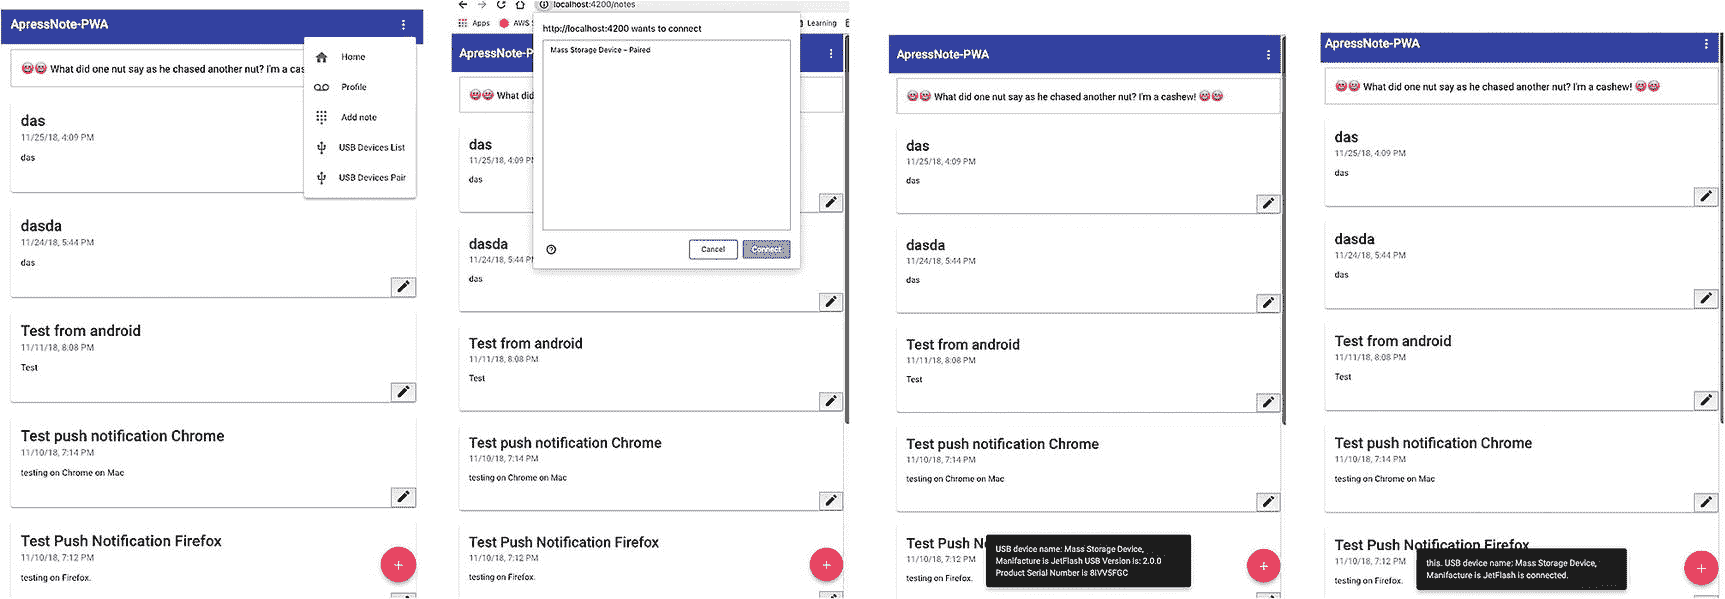 ApressNote-PWA
What did one nut say as he chased another nut? I'm a cas
Home
Profile
Add note
USB Devices List
USB Devices Pair
das
11/25/18, 4:09 PM
das
dasda
11/24/18, 5:44 PM
das
Test from android
11/11/18, 8:08 PM
Test
Test push notification Chrome
11/10/18, 7:14 PM
testing on Chrome on Mac
Test Push Notification Firefox
11/10/18, 7:12 PM
testing on Firefox.
+
localhost:4200/notes
Apps AWS Learning
http://localhost:4200 wants to connect
Mass Storage Device – Paired
Cancel Connect
ApressNote-P
What did
das
11/25/18, 4:09 P
das
dasda
11/24/18, 5:44 P
das
Test from android
11/11/18, 8:08 PM
Test
Test push notification Chrome
11/10/18, 7:14 PM
testing on Chrome on Mac
Test Push Notification Firefox
11/10/18, 7:12 PM
testing on Firefox.
+
ApressNote-PWA
What did one nut say as he chased another nut? I'm a cashew!
das
11/25/18, 4:09 PM
das
dasda
11/24/18, 5:44 PM
das
Test from android
11/11/18, 8:08 PM
Test
Test push notification Chrome
11/10/18, 7:14 PM
testing on Chrome on Mac
Test Push N
11/10/18, 7:12 PM
testing on Firefox.
USB device name: Mass Storage Device,
Manifacture is JetFlash USB Version is: 2.0.0
Product Serial Number is 8IVV5FGC
+
ApressNote-PWA
What did one nut say as he chased another nut? I'm a cashew!
das
11/25/18, 4:09 PM
das
dasda
11/24/18, 5:44 PM
das
Test from android
11/11/18, 8:08 PM
Test
Test push notification Chrome
11/10/18, 7:14 PM
testing on Chrome on Mac
Test Push Notification Firefox
11/10/18, 7:12 PM
testing on Firefox.
this. USB device name: Mass Storage Device,
Manifacture is JetFlash is connected.
+